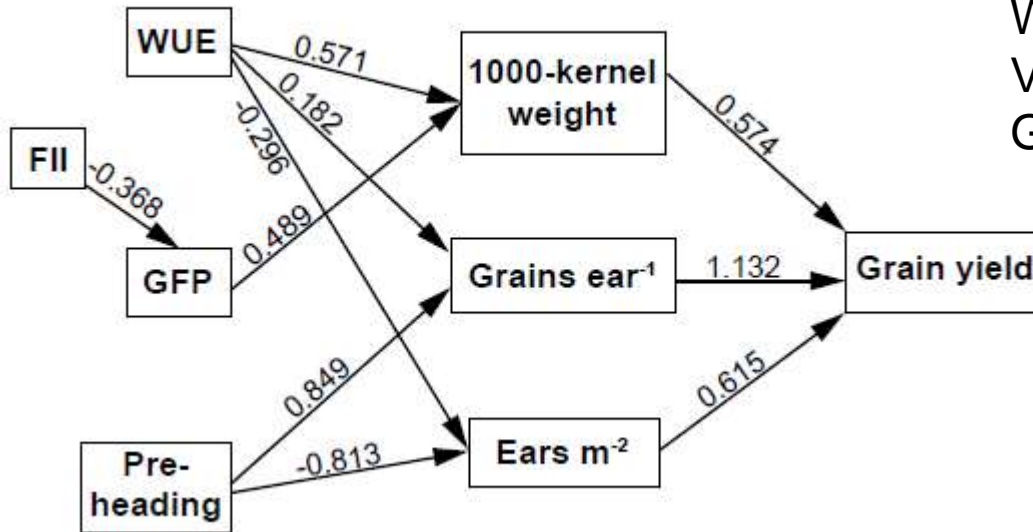 WUE
0.571
0.182
-0.296
1000-kernel
weight
0.574
W
V
G
FII
-0.368
GFP
0.489
Grains ear⁻¹
1.132
Grain yield
0.849
Pre-
heading
-0.813
Ears m⁻²
0.615